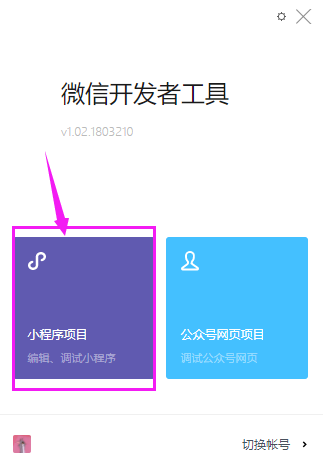 微信开发者工具
v1.02.1803210
小程序项目
编辑、调试小程序
公众号网页项目
调试公众号网页
切换帐号